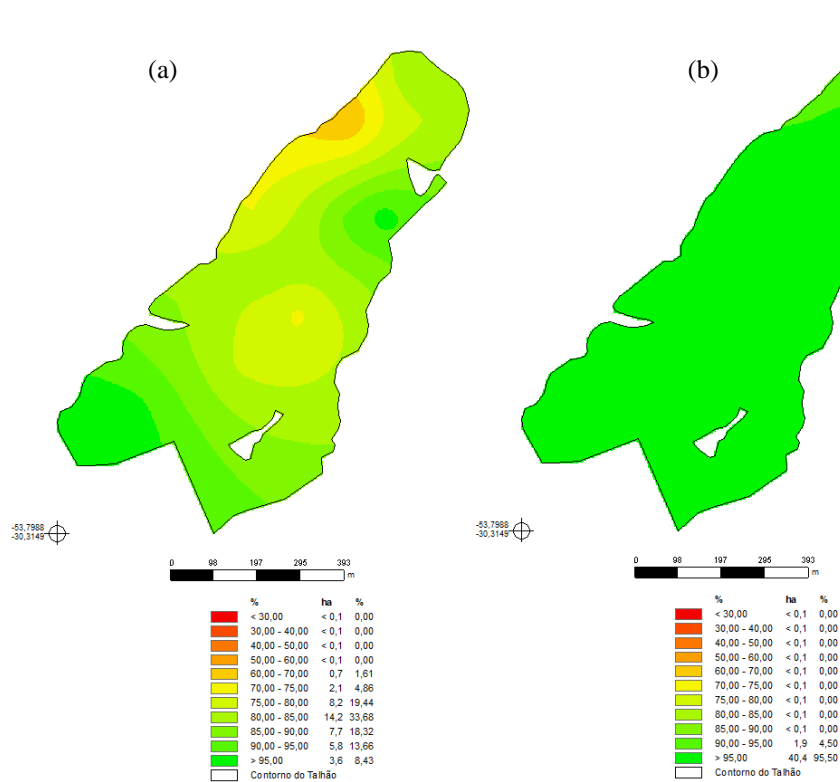 (a)
(b)
-53,7988
-30,3149
-53,7988
-30,3149
0 98 197 295 393
m
0 98 197 295 393
m
% ha %
< 30,00 < 0,1 0,00
30,00 - 40,00 < 0,1 0,00
40,00 - 50,00 < 0,1 0,00
50,00 - 60,00 < 0,1 0,00
60,00 - 70,00 0,7 1,61
70,00 - 75,00 2,1 4,86
75,00 - 80,00 8,2 19,44
80,00 - 85,00 14,2 33,68
85,00 - 90,00 7,7 18,32
90,00 - 95,00 5,8 13,66
> 95,00 3,6 8,43
Contorno do Talhão
% ha %
< 30,00 < 0,1 0,00
30,00 - 40,00 < 0,1 0,00
40,00 - 50,00 < 0,1 0,00
50,00 - 60,00 < 0,1 0,00
60,00 - 70,00 < 0,1 0,00
70,00 - 75,00 < 0,1 0,00
75,00 - 80,00 < 0,1 0,00
80,00 - 85,00 < 0,1 0,00
85,00 - 90,00 < 0,1 0,00
90,00 - 95,00 1,9 4,50
> 95,00 40,4 95,50
Contorno do Talhão